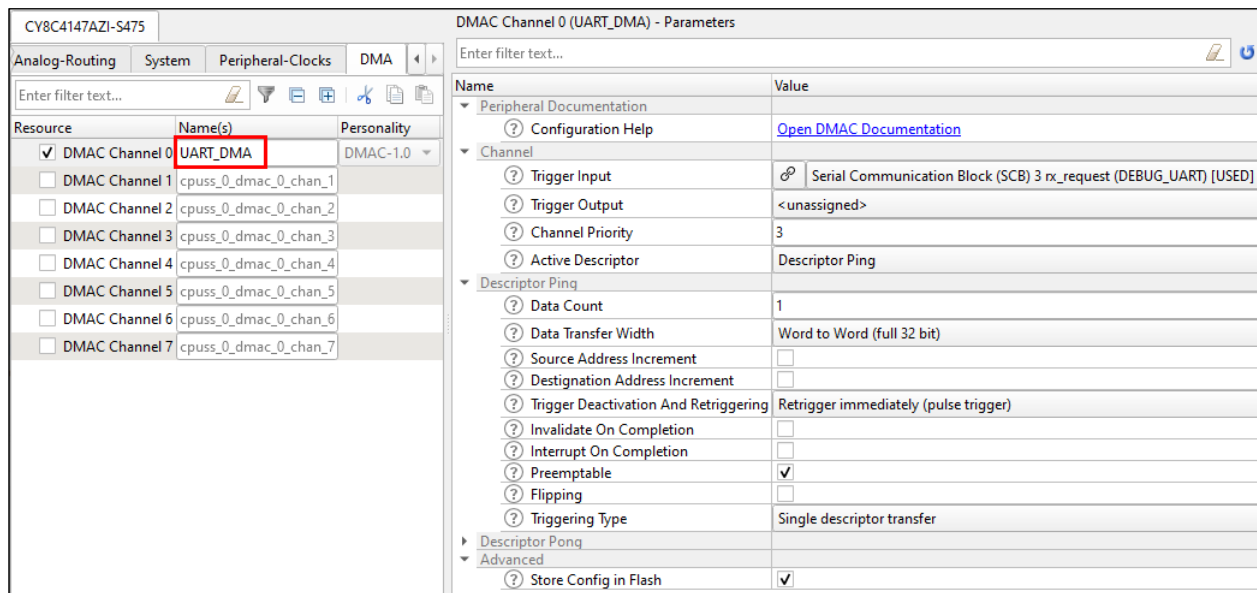 CY8C4147AZI-S475
Analog-Routing System Peripheral-Clocks DMA
Enter filter text...
Resource Name(s) Personality
DMAC Channel 0 UART_DMA DMAC-1.0
DMAC Channel 1 cpuss_0_dmac_0_chan_1
DMAC Channel 2 cpuss_0_dmac_0_chan_2
DMAC Channel 3 cpuss_0_dmac_0_chan_3
DMAC Channel 4 cpuss_0_dmac_0_chan_4
DMAC Channel 5 cpuss_0_dmac_0_chan_5
DMAC Channel 6 cpuss_0_dmac_0_chan_6
DMAC Channel 7 cpuss_0_dmac_0_chan_7
DMAC Channel 0 (UART_DMA) - Parameters
Enter filter text...
Name Value
Peripheral Documentation
Configuration Help Open DMAC Documentation
Channel
Trigger Input Serial Communication Block (SCB) 3 rx_request (DEBUG_UART) [USED]
Trigger Output <unassigned>
Channel Priority 3
Active Descriptor Descriptor Ping
Descriptor Ping
Data Count 1
Data Transfer Width Word to Word (full 32 bit)
Source Address Increment
Destignation Address Increment
Trigger Deactivation And Retriggering Retrigger immediately (pulse trigger)
Invalidate On Completion
Interrupt On Completion
Preemptable
Flipping
Triggering Type Single descriptor transfer
Descriptor Pong
Advanced
Store Config in Flash